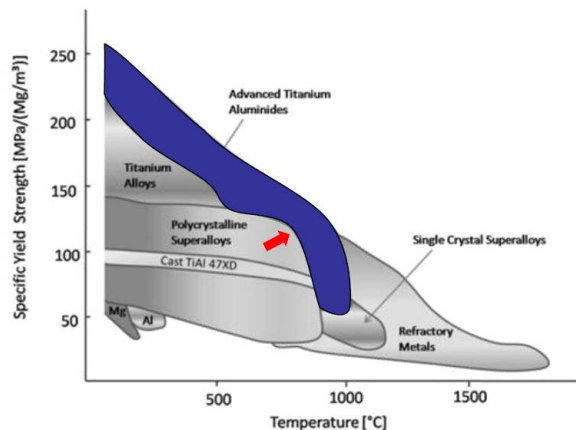 Specific Yield Strength [MPa/(Mg/m³)]
250
200
150
100
50
Advanced Titanium
Aluminides
Titanium
Alloys
Polycrystalline
Superalloys
Single Crystal Superalloys
Cast TiAl 47XD
Mg
Al
Refractory
Metals
500
1000
1500
Temperature [°C]